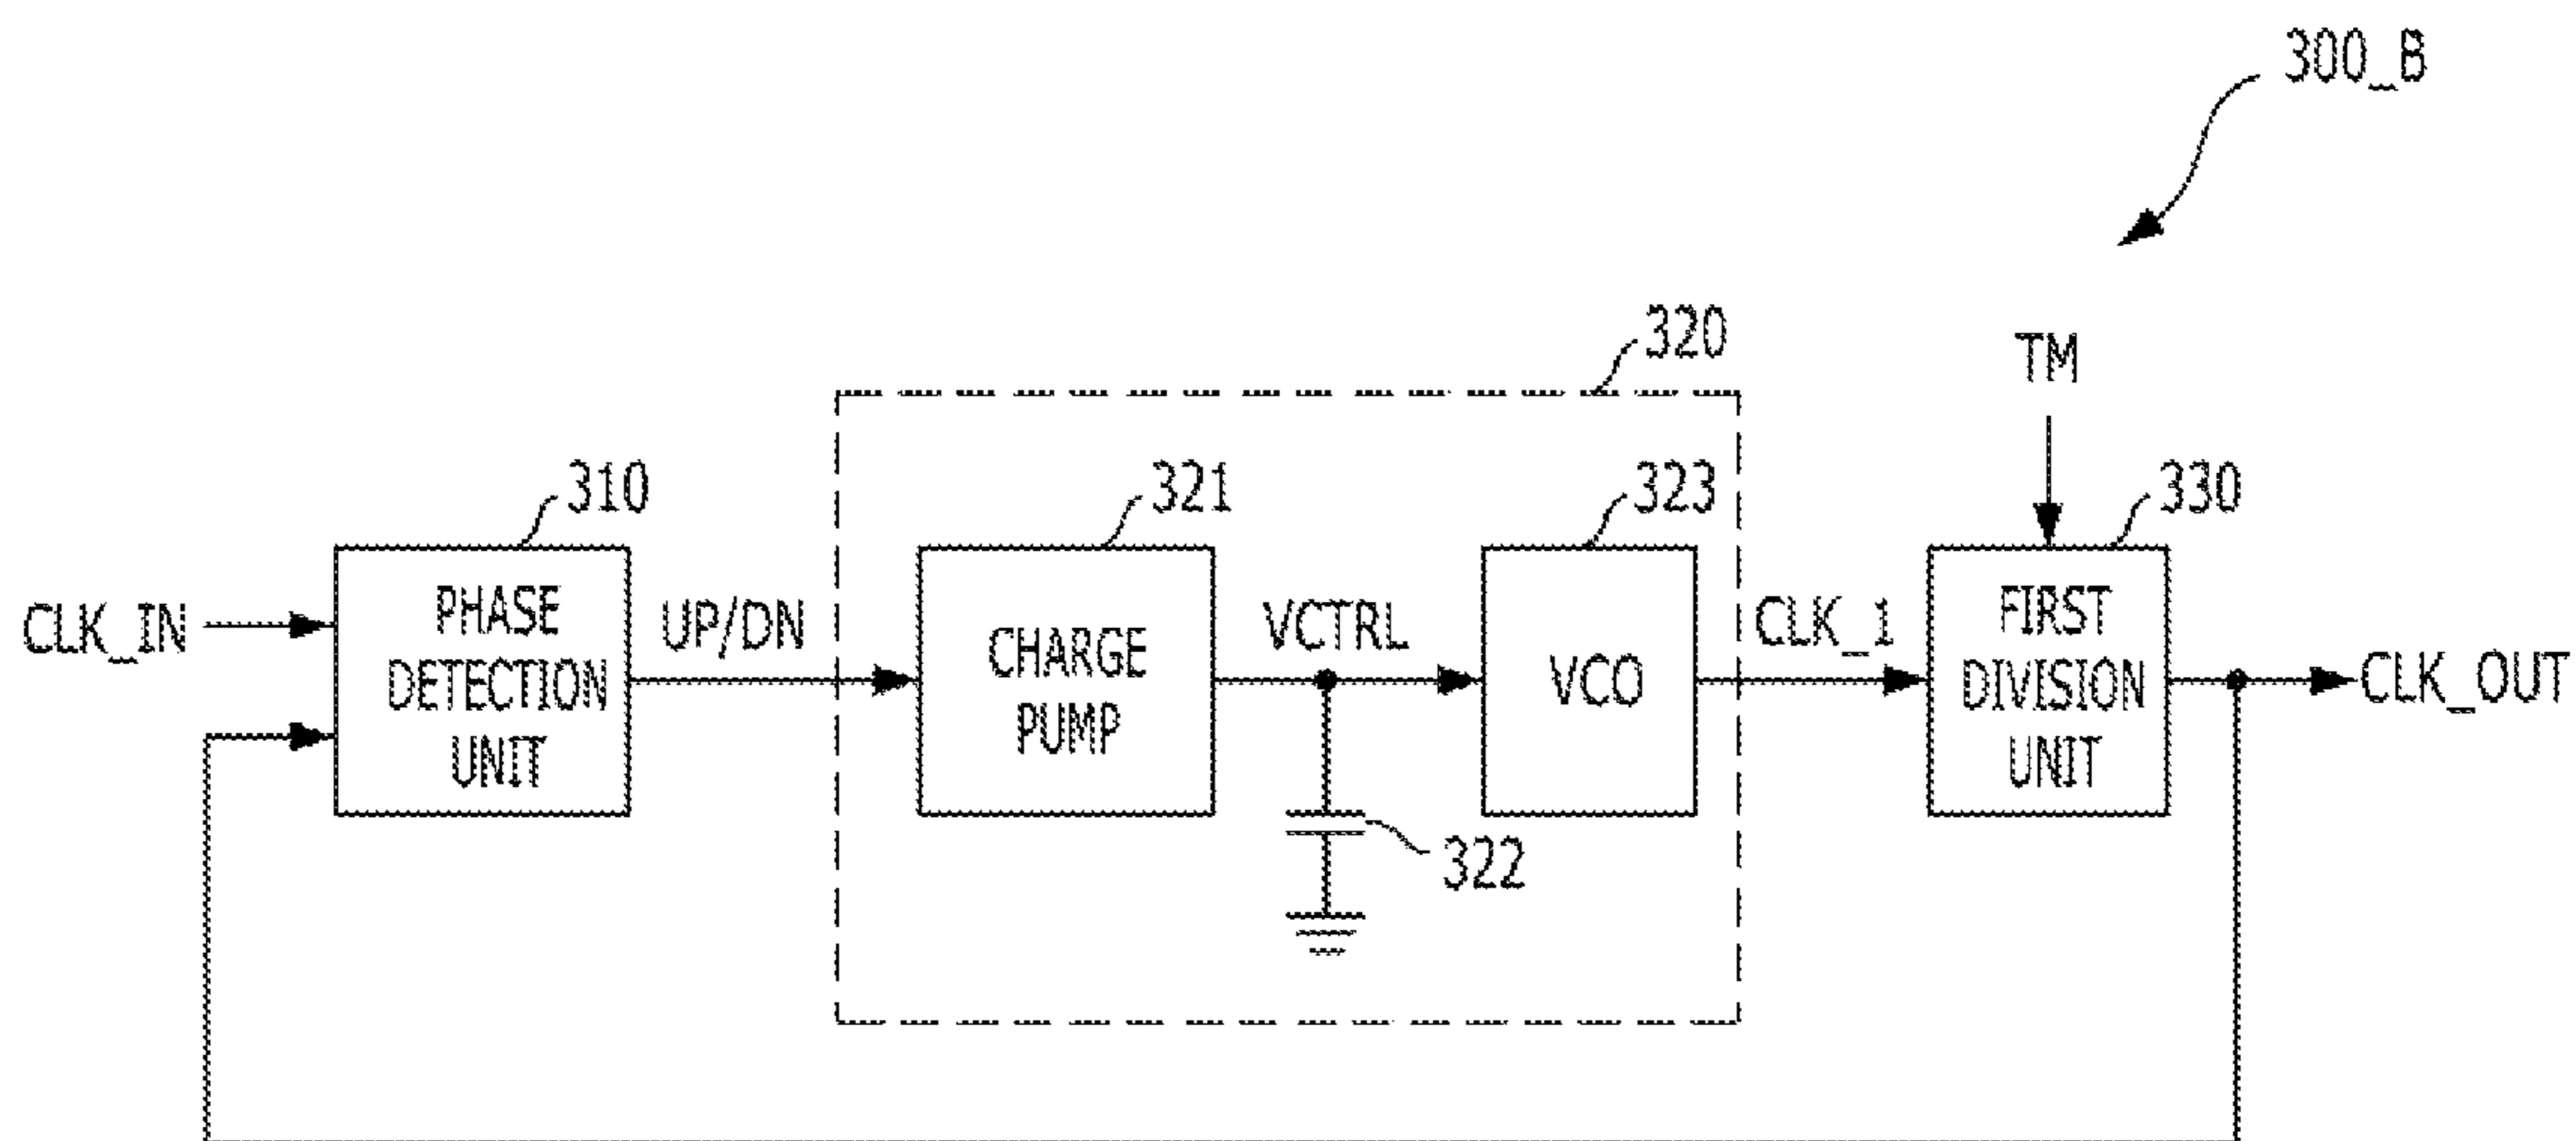 300_B
320
TM
310
321
323
330
CLK_IN
PHASE
DETECTION
UNIT
UP/DN
CHARGE
PUMP
VCTRL
VCO
CLK_1
FIRST
DIVISION
UNIT
CLK_OUT
322